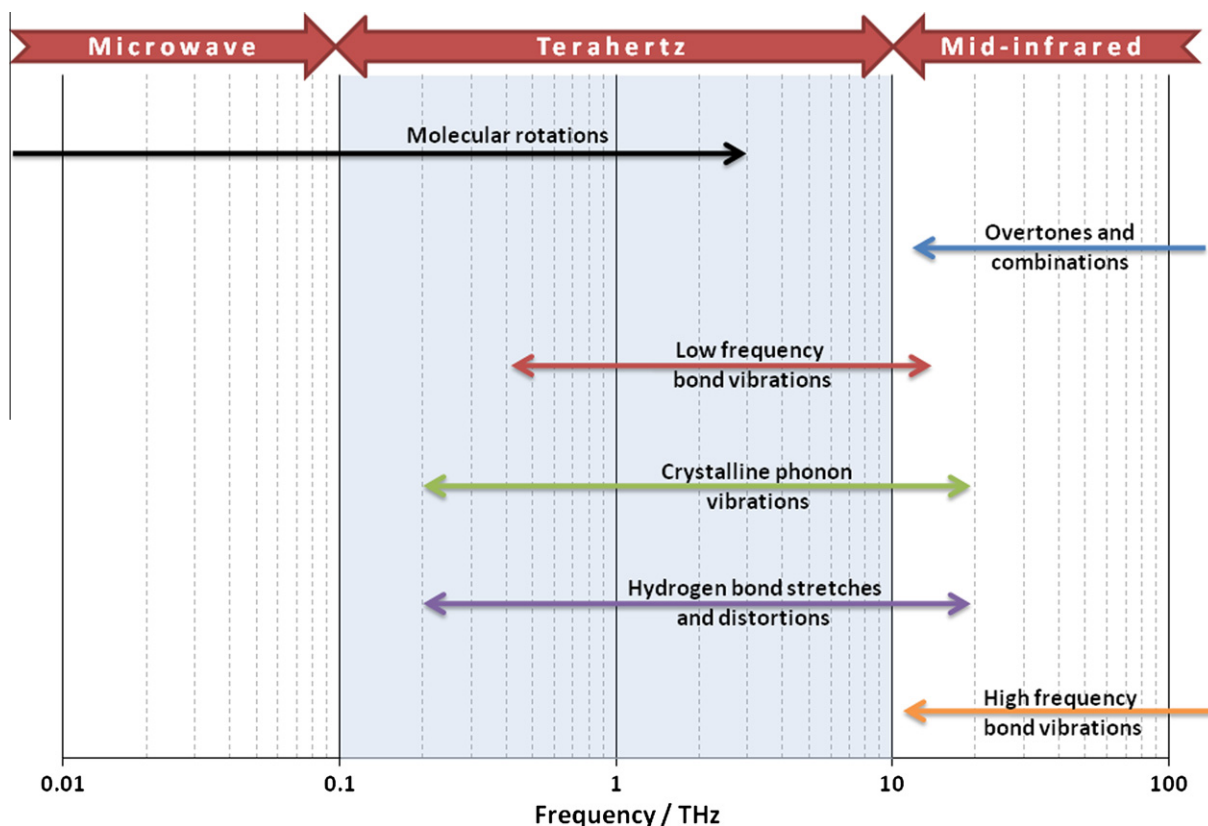 Microwave
Terahertz
Mid-infrared
Molecular rotations
Overtones and
combinations
Low frequency
bond vibrations
Crystalline phonon
vibrations
Hydrogen bond stretches
and distortions
High frequency
bond vibrations
0.01
0.1
1
10
100
Frequency / THz